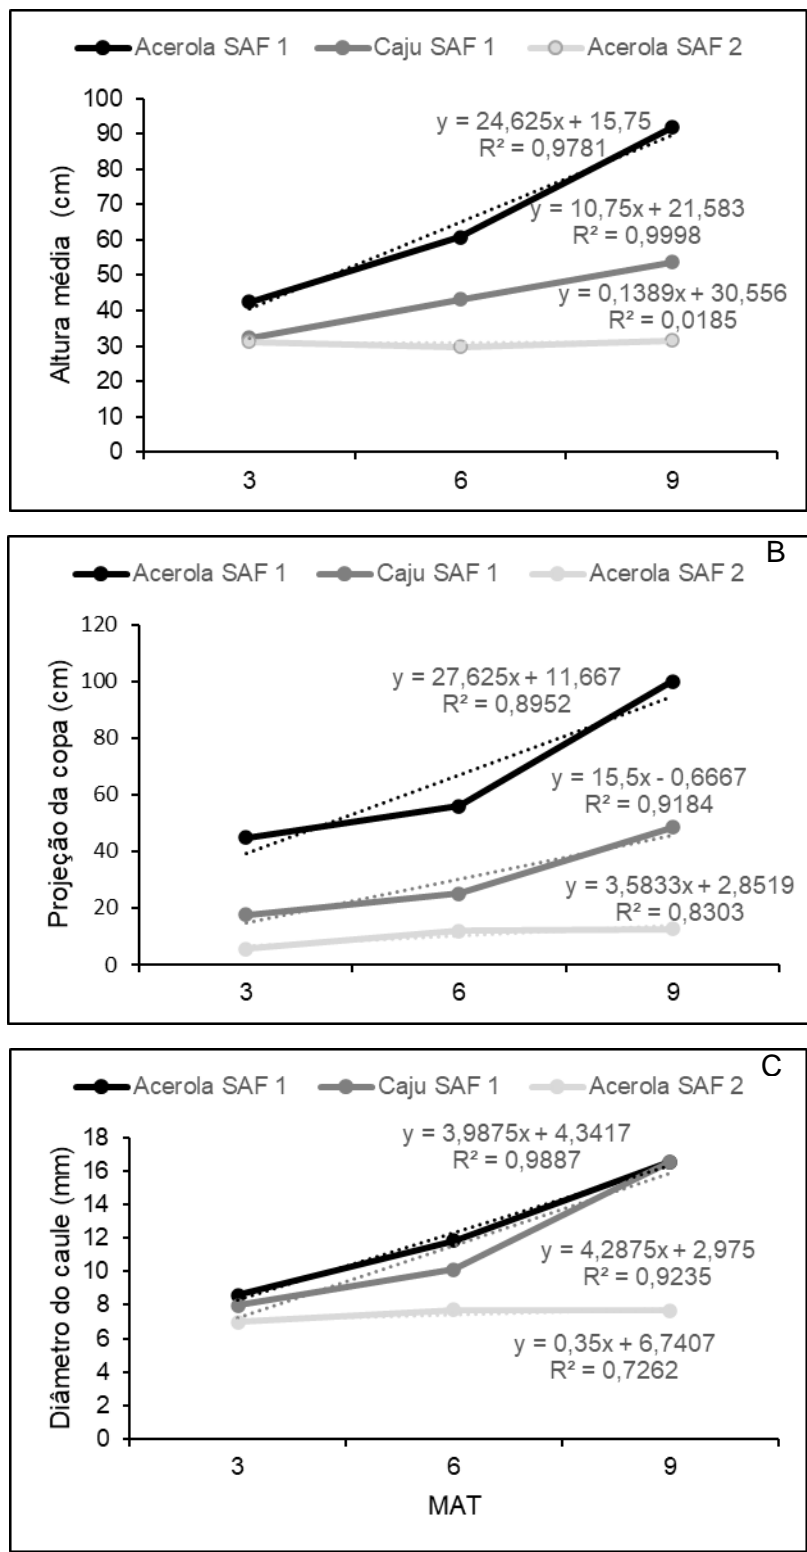 Acerola SAF 1 Caju SAF 1 Acerola SAF 2
Altura média (cm)
100
90
80
70
60
50
40
30
20
10
0
y = 24,625x + 15,75
R² = 0,9781
y = 10,75x + 21,583
R² = 0,9998
y = 0,1389x + 30,556
R² = 0,0185
3 6 9
B
Acerola SAF 1 Caju SAF 1 Acerola SAF 2
Projeção da copa (cm)
120
100
80
60
40
20
0
y = 27,625x + 11,667
R² = 0,8952
y = 15,5x - 0,6667
R² = 0,9184
y = 3,5833x + 2,8519
R² = 0,8303
3 6 9
C
Acerola SAF 1 Caju SAF 1 Acerola SAF 2
Diâmetro do caule (mm)
18
16
14
12
10
8
6
4
2
0
y = 3,9875x + 4,3417
R² = 0,9887
y = 4,2875x + 2,975
R² = 0,9235
y = 0,35x + 6,7407
R² = 0,7262
3 6 9
MAT